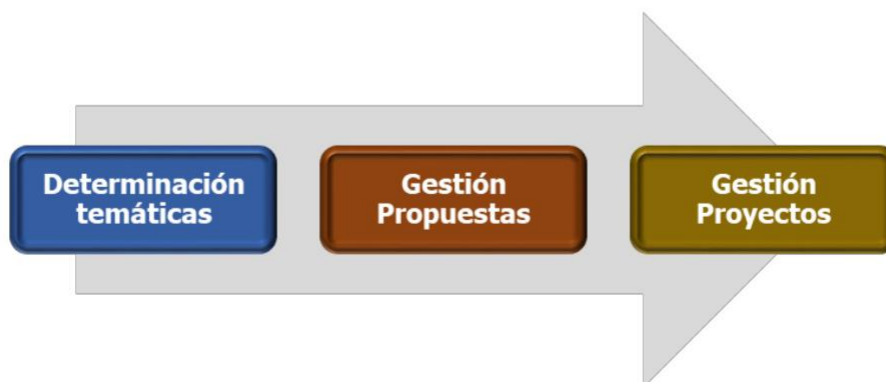 Determinación
temáticas
Gestión
Propuestas
Gestión
Proyectos